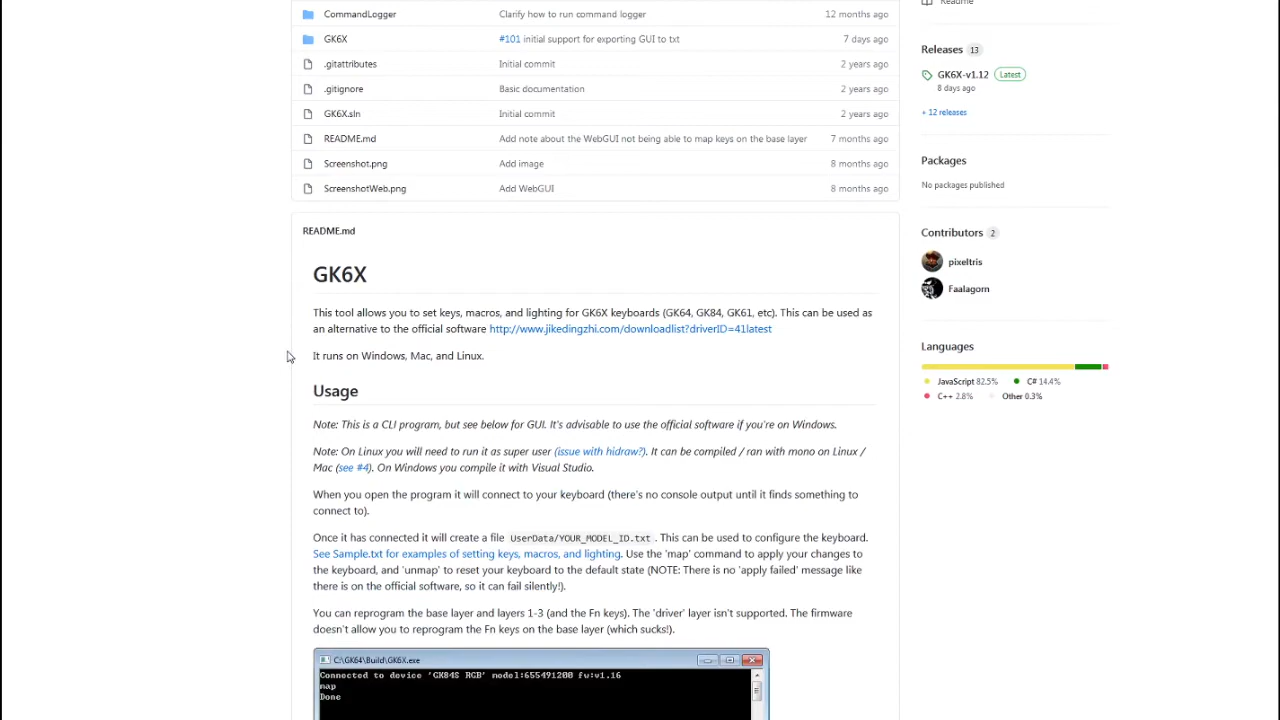 CommandLogger Clarify how to run command logger 12 months ago
Readme
GK6X #101 initial support for exporting GUI to txt 7 days ago
.gitattributes Initial commit 2 years ago
.gitignore Basic documentation 2 years ago
GK6X.sln Initial commit 2 years ago
README.md Add note about the WebGUI not being able to map keys on the base layer 7 months ago
Screenshot.png Add image 8 months ago
ScreenshotWeb.png Add WebGUI 8 months ago
Releases 13
GK6X-v1.12 Latest
8 days ago
+ 12 releases
Packages
No packages published
Contributors 2
pixeltris
Faalagorn
Languages
JavaScript 82.5% C# 14.4%
C++ 2.8% Other 0.3%
README.md
GK6X
This tool allows you to set keys, macros, and lighting for GK6X keyboards (GK64, GK84, GK61, etc). This can be used as
an alternative to the official software http://www.jikedingzhi.com/downloadlist?driverID=41latest
It runs on Windows, Mac, and Linux.
Usage
Note: This is a CLI program, but see below for GUI. It's advisable to use the official software if you're on Windows.
Note: On Linux you will need to run it as super user (issue with hidraw?). It can be compiled / ran with mono on Linux /
Mac (see #4). On Windows you compile it with Visual Studio.
When you open the program it will connect to your keyboard (there's no console output until it finds something to
connect to).
Once it has connected it will create a file UserData/YOUR_MODEL_ID.txt . This can be used to configure the keyboard.
See Sample.txt for examples of setting keys, macros, and lighting. Use the 'map' command to apply your changes to
the keyboard, and 'unmap' to reset your keyboard to the default state (NOTE: There is no 'apply failed' message like
there is on the official software, so it can fail silently!).
You can reprogram the base layer and layers 1-3 (and the Fn keys). The 'driver' layer isn't supported. The firmware
doesn't allow you to reprogram the Fn keys on the base layer (which sucks!).
C:\GK64\Build\GK6X.exe
Connected to device 'GK84S RGB' model:655491200 fw:v1.16
map
Done